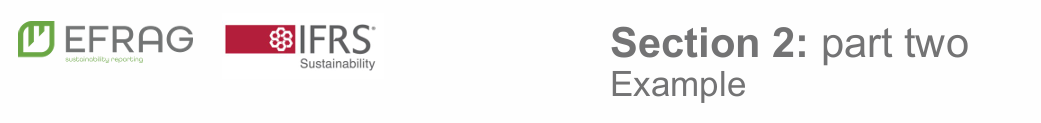 EFRAG
sustainability reporting
IFRS®
Sustainability
Section 2: part two
Example